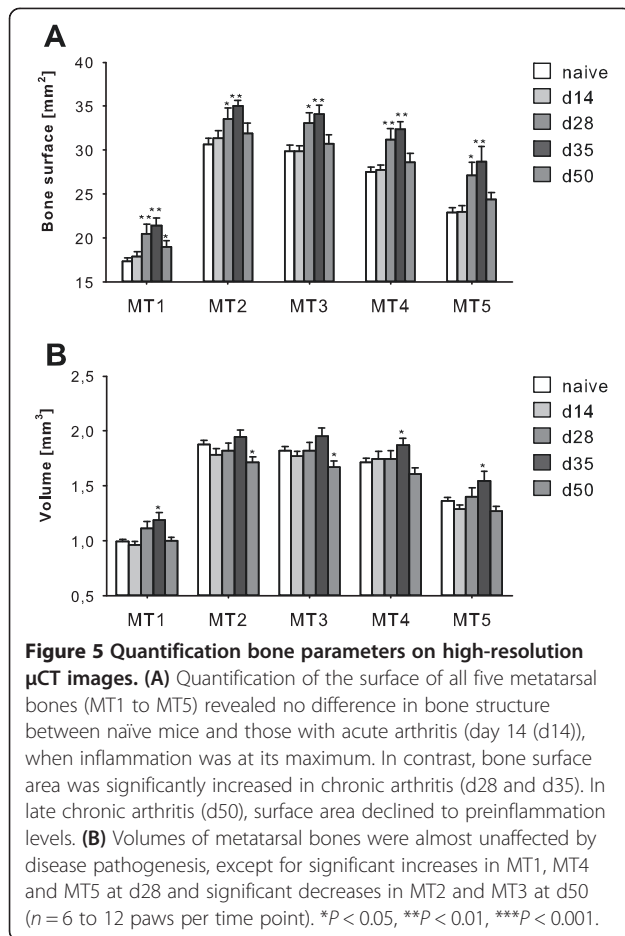 A
Bone surface [mm²]
40
35
30
25
20
15
* ** ** * 
* ** * ** ** ** * **
MT1 MT2 MT3 MT4 MT5
naive
d14
d28
d35
d50
B
Volume [mm³]
2,5
2,0
1,5
1,0
0,5
* * * * *
MT1 MT2 MT3 MT4 MT5
naive
d14
d28
d35
d50
Figure 5 Quantification bone parameters on high-resolution
µCT images. (A) Quantification of the surface of all five metatarsal
bones (MT1 to MT5) revealed no difference in bone structure
between naïve mice and those with acute arthritis (day 14 (d14)),
when inflammation was at its maximum. In contrast, bone surface
area was significantly increased in chronic arthritis (d28 and d35). In
late chronic arthritis (d50), surface area declined to preinflammation
levels. (B) Volumes of metatarsal bones were almost unaffected by
disease pathogenesis, except for significant increases in MT1, MT4
and MT5 at d28 and significant decreases in MT2 and MT3 at d50
(n = 6 to 12 paws per time point). *P < 0.05, **P < 0.01, ***P < 0.001.